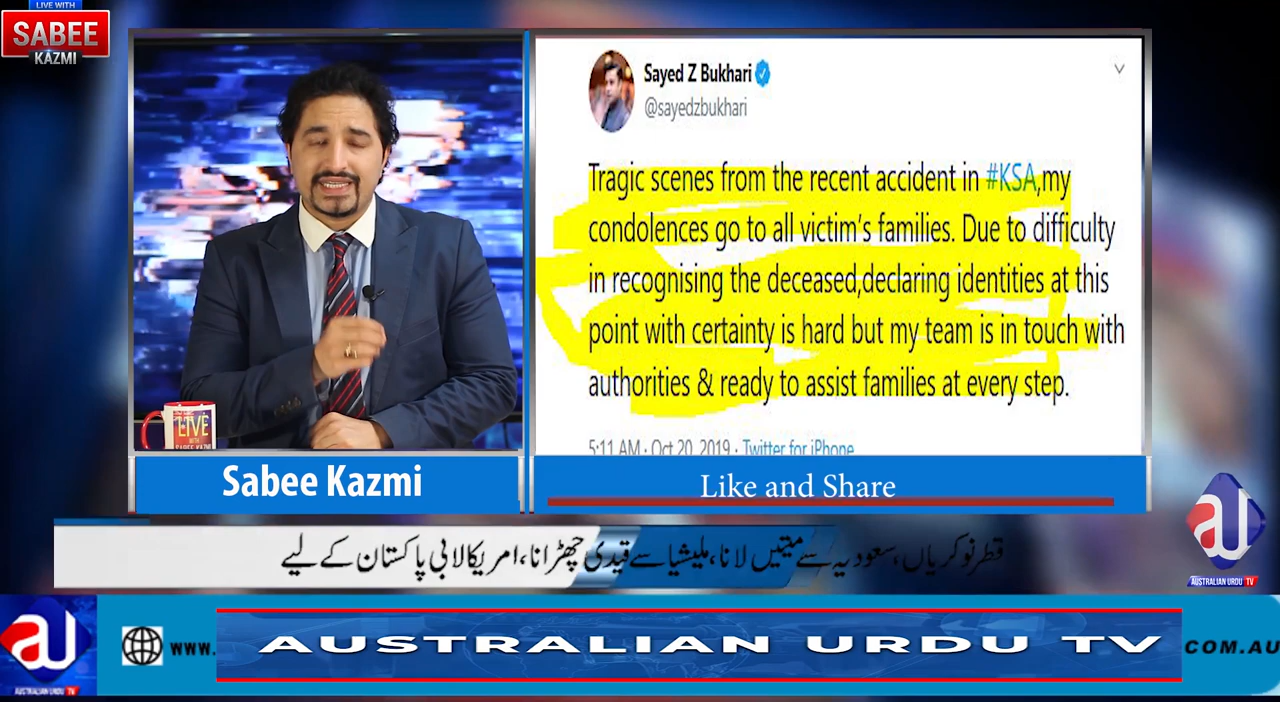 LIVE WITH
SABEE
KAZMI
Sayed Z Bukhari
@sayedzbukhari
Tragic scenes from the recent accident in #KSA,my
condolences go to all victim's families. Due to difficulty
in recognising the deceased,declaring identities at this
point with certainty is hard but my team is in touch with
authorities & ready to assist families at every step.
5:11 AM · Oct 20, 2019 · Twitter for iPhone
LIVE
WITH
SABEE KAZMI
Sabee Kazmi
Like and Share
قطر نوکریاں، سعودیہ سے میتیں لانا، ملیشیا سے قیدی چھڑانا، امریکا لابی پاکستان کے لیے
AUSTRALIAN URDU TV
WWW.
AUSTRALIAN URDU TV
COM.AU
AUSTRALIAN URDU TV